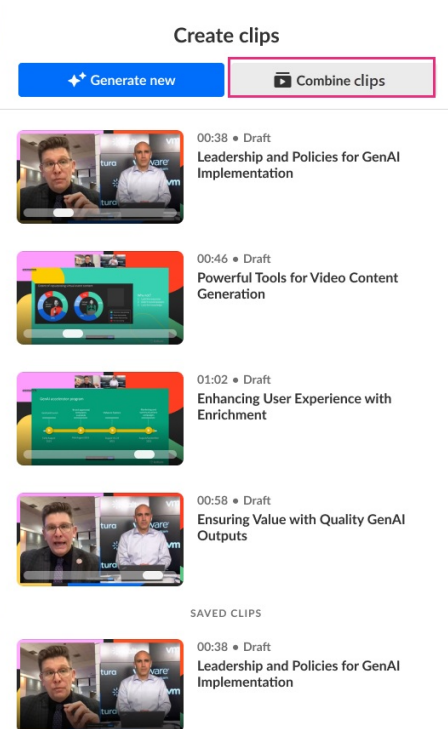 Create clips
Generate new
Combine clips
00:38 • Draft
Leadership and Policies for GenAI
Implementation
00:46 • Draft
Powerful Tools for Video Content
Generation
01:02 • Draft
Enhancing User Experience with
Enrichment
00:58 • Draft
Ensuring Value with Quality GenAI
Outputs
SAVED CLIPS
00:38 • Draft
Leadership and Policies for GenAI
Implementation